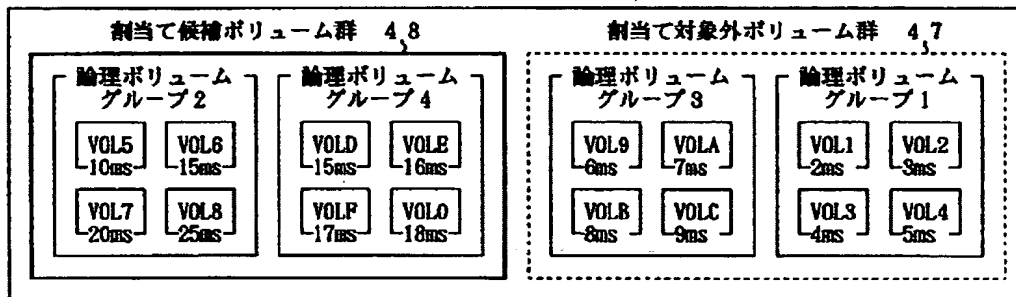 割当て候補ボリューム群 48
割当て対象外ボリューム群 47
論理ボリューム
グループ2
VOL5
10ms
VOL6
15ms
VOL7
20ms
VOL8
25ms
論理ボリューム
グループ4
VOLD
15ms
VOLE
16ms
VOLF
17ms
VOL0
18ms
論理ボリューム
グループ3
VOL9
6ms
VOLA
7ms
VOLB
8ms
VOLC
9ms
論理ボリューム
グループ1
VOL1
2ms
VOL2
3ms
VOL3
4ms
VOL4
5ms